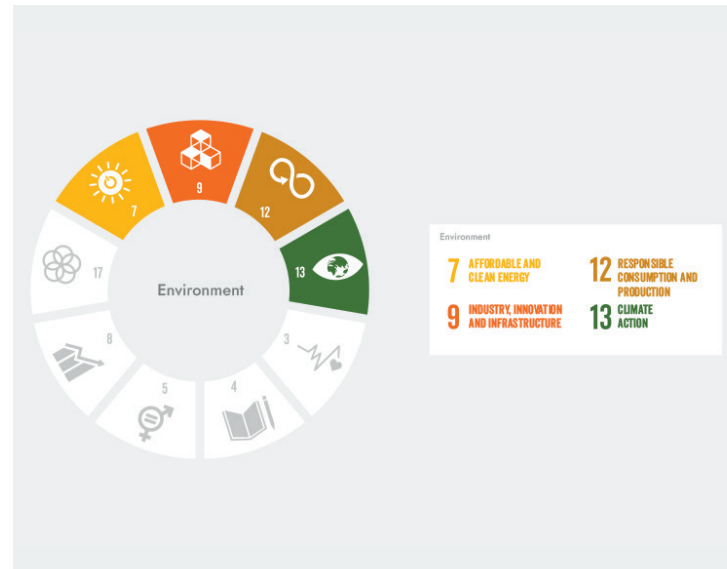 9
7
12
17
13
Environment
8
3
5
4
Environment
7 AFFORDABLE AND
CLEAN ENERGY
12 RESPONSIBLE
CONSUMPTION AND
PRODUCTION
9 INDUSTRY, INNOVATION
AND INFRASTRUCTURE
13 CLIMATE
ACTION